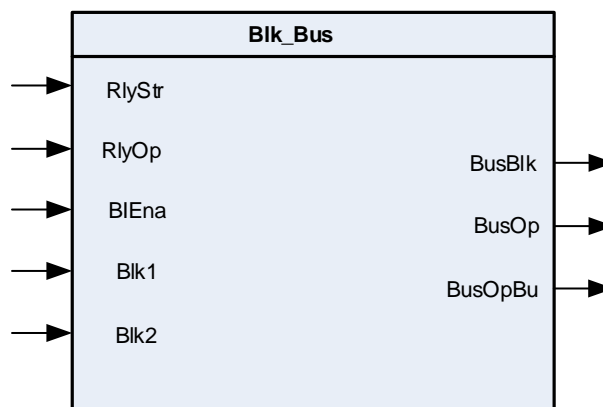 Blk_Bus
RlyStr
RlyOp
BlEna
Blk1
Blk2
BusBlk
BusOp
BusOpBu